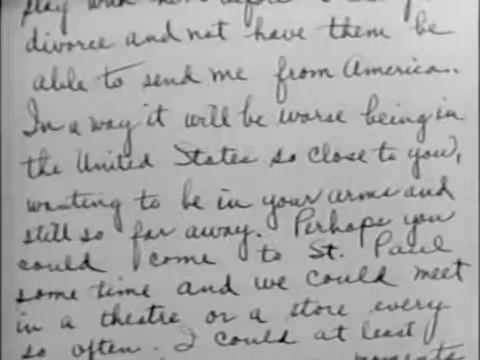 divorce and not have them be
able to send me from America.
In a way it will be worse being in
the United States so close to you,
wanting to be in your arms and
still so far away. Perhaps you
could come to St. Paul
some time and we could meet
in a theatre or a store every
so often. I could at least